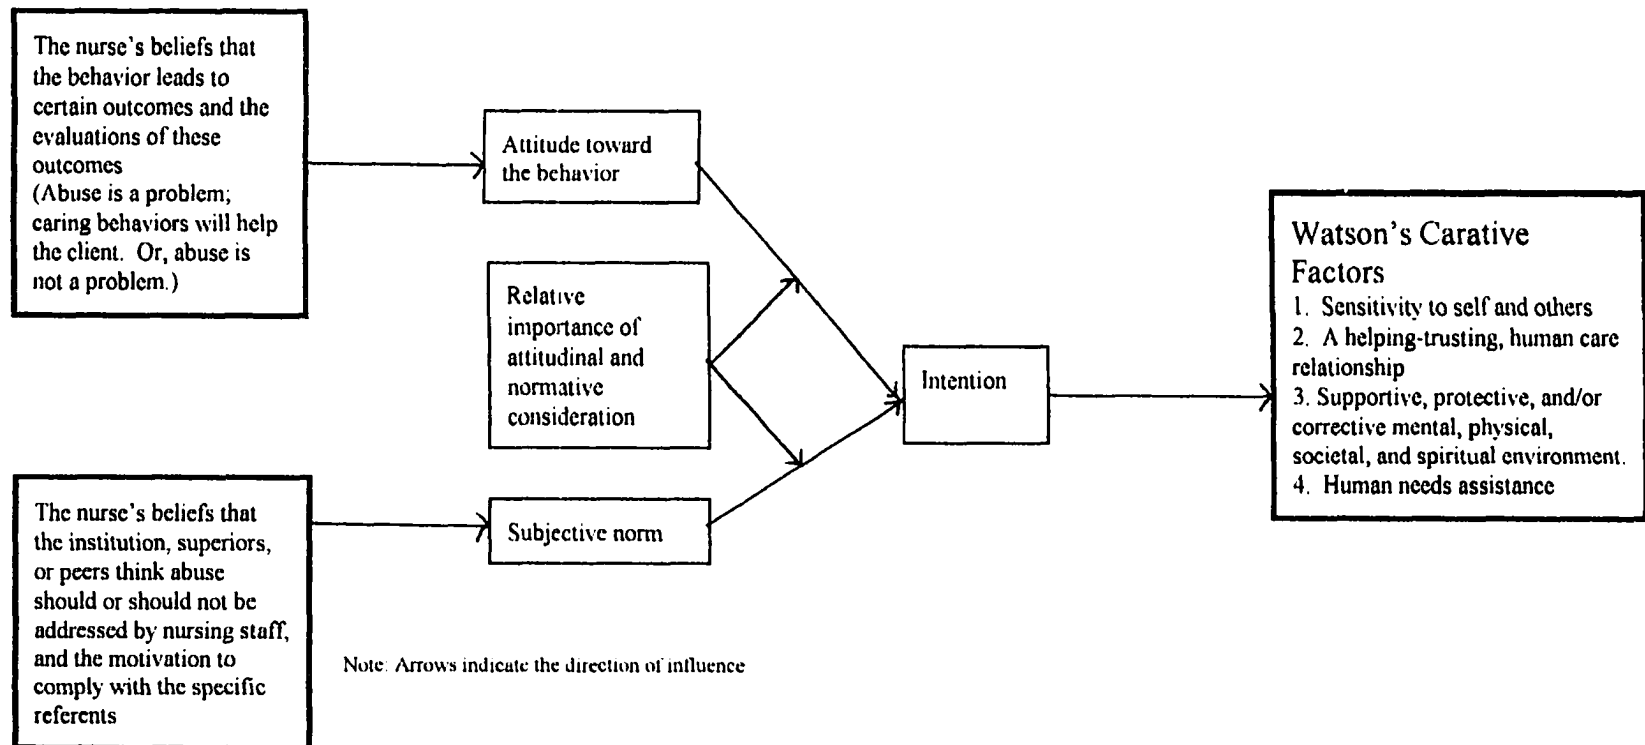 The nurse's beliefs that
the behavior leads to
certain outcomes and the
evaluations of these
outcomes
(Abuse is a problem;
caring behaviors will help
the client. Or, abuse is
not a problem.)
Attitude toward
the behavior
Relative
importance of
attitudinal and
normative
consideration
Intention
Watson's Carative
Factors
1. Sensitivity to self and others
2. A helping-trusting, human care
relationship
3. Supportive, protective, and/or
corrective mental, physical,
societal, and spiritual environment.
4. Human needs assistance
The nurse's beliefs that
the institution, superiors,
or peers think abuse
should or should not be
addressed by nursing staff,
and the motivation to
comply with the specific
referents
Subjective norm
Note: Arrows indicate the direction of influence